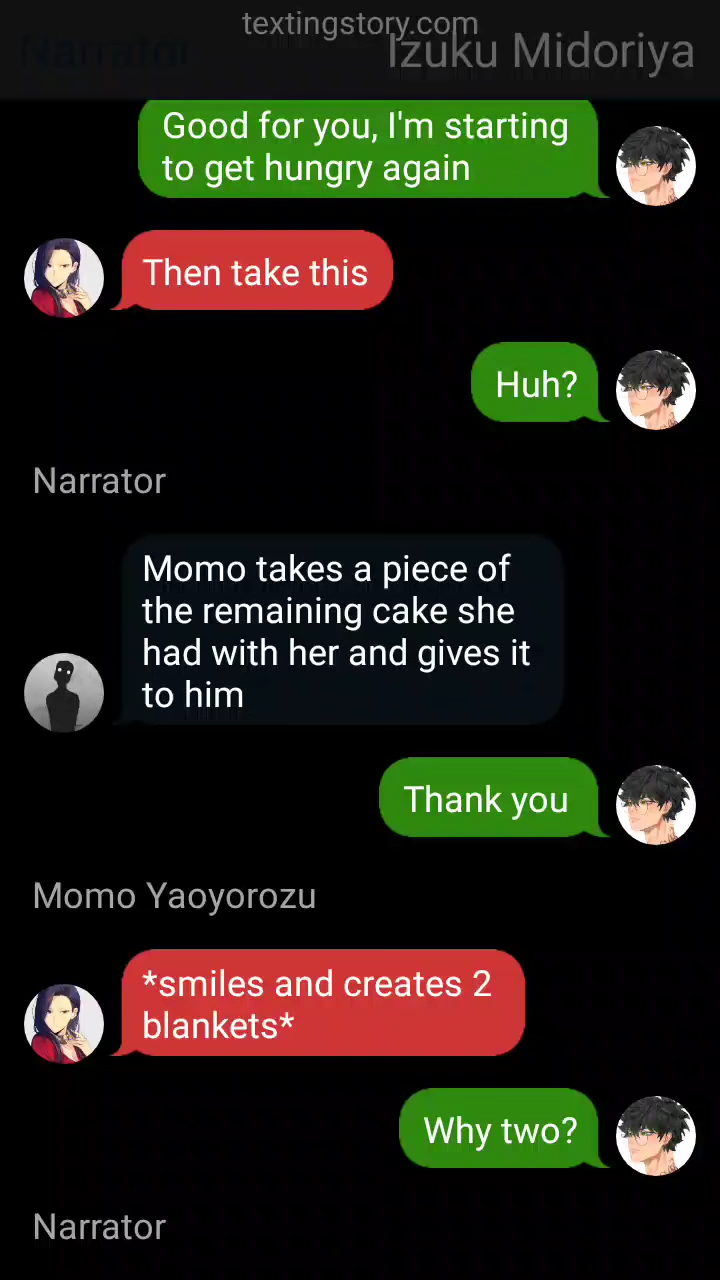 textingstory.com
Narrator
Izuku Midoriya
Good for you, I'm starting
to get hungry again
Then take this
Huh?
Narrator
Momo takes a piece of
the remaining cake she
had with her and gives it
to him
Thank you
Momo Yaoyorozu
*smiles and creates 2
blankets*
Why two?
Narrator